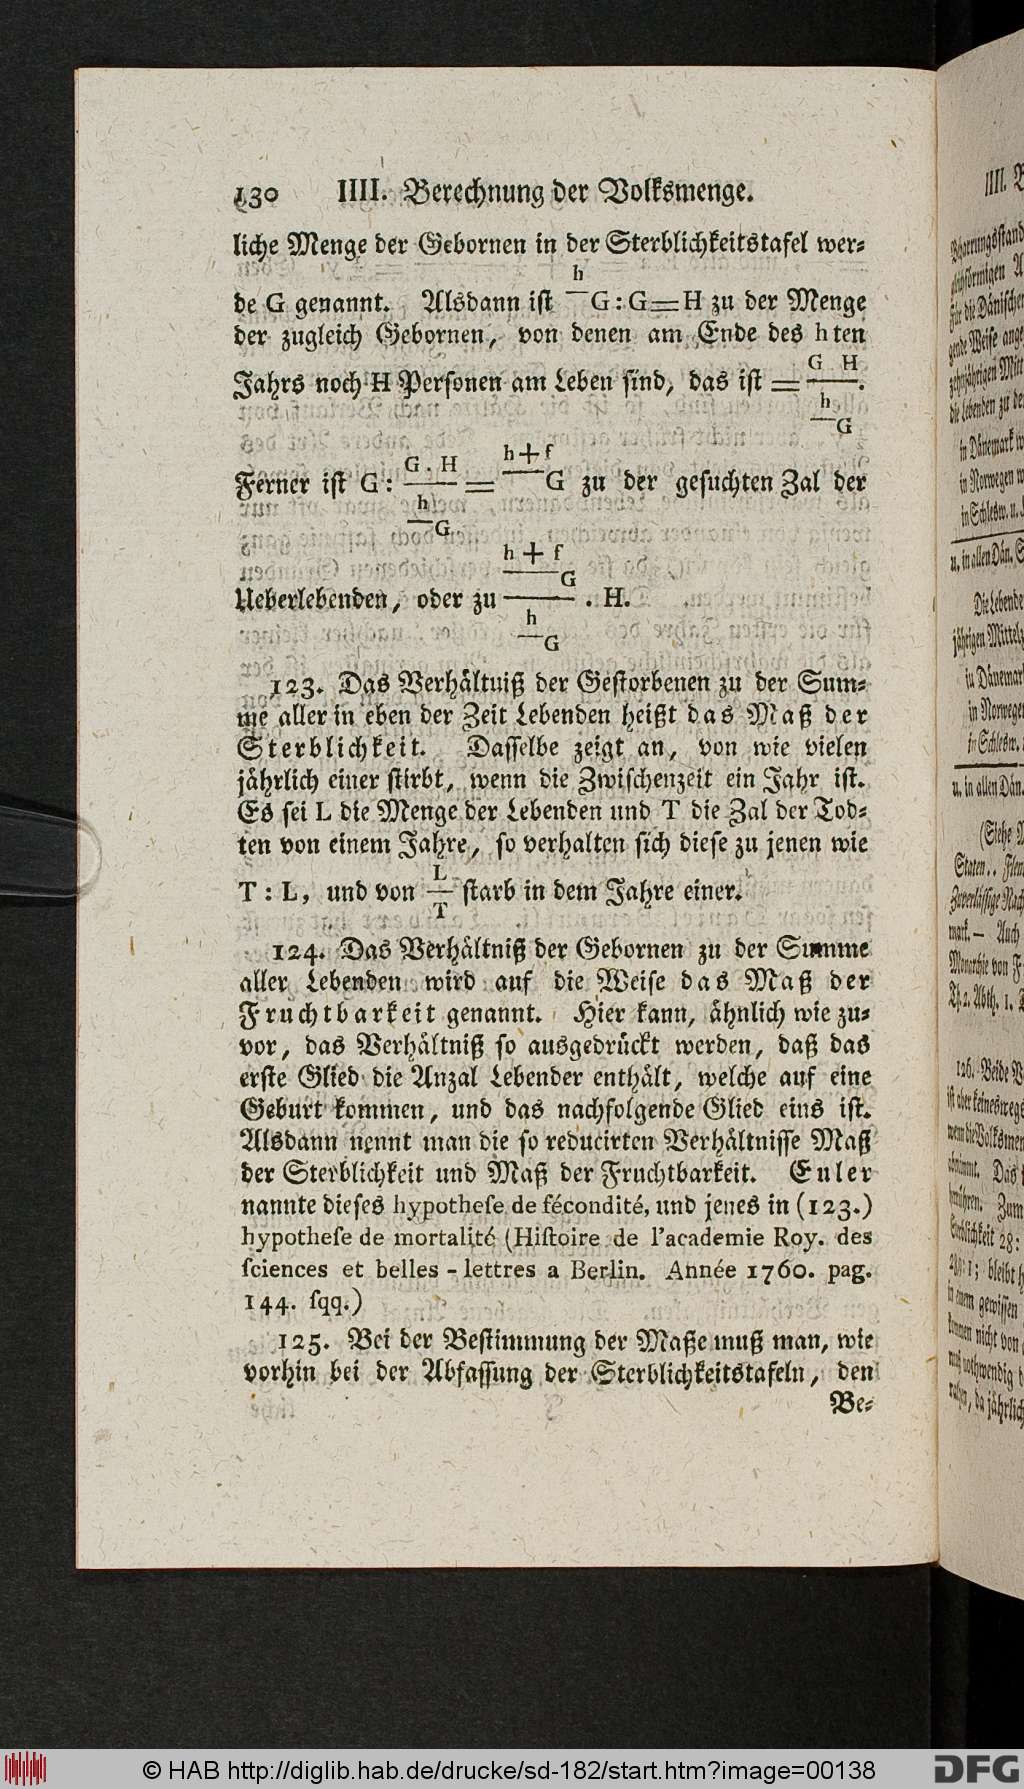 130 IIII. Berechnung der Volksmenge.
liche Menge der Gebornen in der Sterblichkeitstafel wer⸗
de G genannt. Alsdann ist h̅ G : G = H zu der Menge
der zugleich Gebornen, von denen am Ende des h ten
Jahrs noch H Personen am Leben sind, das ist = G H / h̅ G.
Ferner ist G : G . H / h̅ G = h+f G zu der gesuchten Zal der
Ueberlebenden, oder zu h + f G / h G . H.
123. Das Verhältniß der Gestorbenen zu der Sum⸗
me aller in eben der Zeit Lebenden heißt das Maß der
Sterblichkeit. Dasselbe zeigt an, von wie vielen
jährlich einer stirbt, wenn die Zwischenzeit ein Jahr ist.
Es sei L die Menge der Lebenden und T die Zal der Tod⸗
ten von einem Jahre, so verhalten sich diese zu jenen wie
T : L, und von L/T starb in dem Jahre einer.
124. Das Verhältniß der Gebornen zu der Summe
aller Lebenden wird auf die Weise das Maß der
Fruchtbarkeit genannt. Hier kann, ähnlich wie zu⸗
vor, das Verhältniß so ausgedrückt werden, daß das
erste Glied die Anzal Lebender enthält, welche auf eine
Geburt kommen, und das nachfolgende Glied eins ist.
Alsdann nennt man die so reducirten Verhältnisse Maß
der Sterblichkeit und Maß der Fruchtbarkeit. Euler
nannte dieses hypotheſe de fécondité, und jenes in (123.)
hypotheſe de mortalité (Hiſtoire de l'academie Roy. des
ſciences et belles - lettres a Berlin. Année 1760. pag.
144. ſqq.)
125. Bei der Bestimmung der Maße muß man, wie
vorhin bei der Abfassung der Sterblichkeitstafeln, den
Be⸗
© HAB http://diglib.hab.de/drucke/sd-182/start.htm?image=00138
DFG